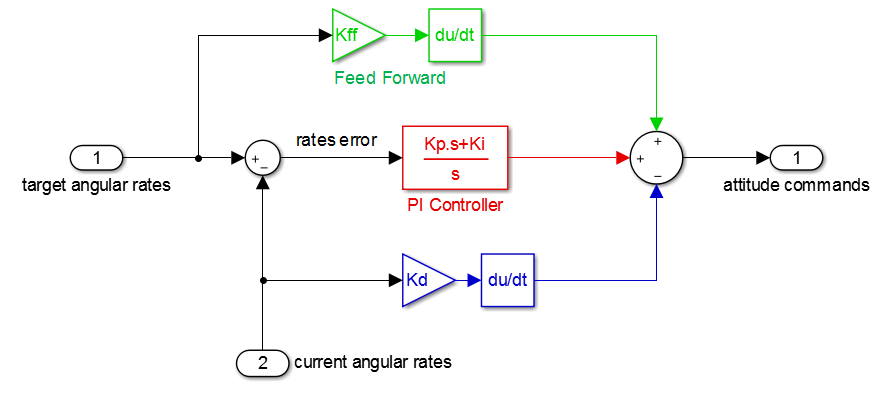 Kff
du/dt
Feed Forward
rates error
Kp.s+Ki
s
PI Controller
1
target angular rates
+
−
+
+
−
1
attitude commands
Kd
du/dt
2
current angular rates